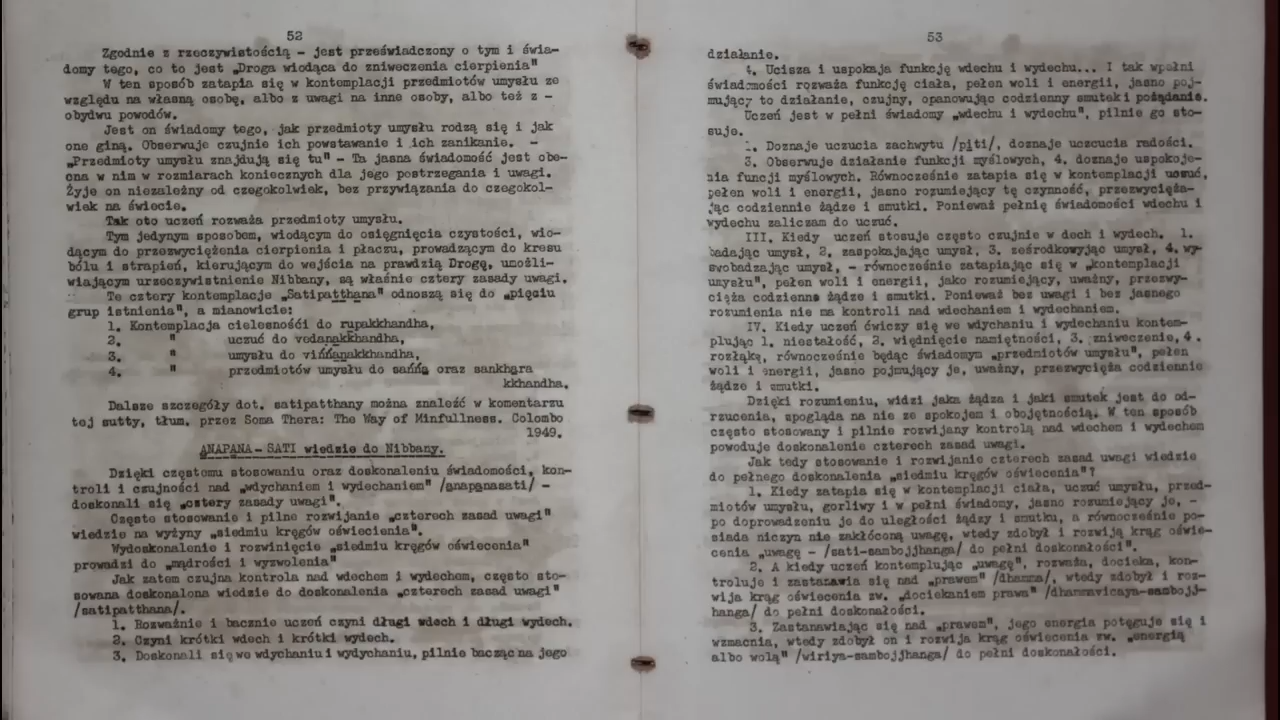 52
Zgodnie z rzeczywistością - jest przeświadczony o tym i świa-
domy tego, co to jest „Droga wiodąca do zniweczenia cierpienia"
W ten sposób zatapia się w kontemplacji przedmiotów umysłu ze
względu na własną osobę, albo z uwagi na inne osoby, albo też z -
obydwu powodów.
Jest on świadomy tego, jak przedmioty umysłu rodzą się i jak
one giną. Obserwuje czujnie ich powstawanie i ich zanikanie. -
„Przedmioty umysłu znajdują się tu" - Ta jasna świadomość jest obe-
cna w nim w rozmiarach koniecznych dla jego postrzegania i uwagi.
Żyje on niezależny od czegokolwiek, bez przywiązania do czegokol-
wiek na świecie.
Tak oto uczeń rozważa przedmioty umysłu.
Tym jedynym sposobem, wiodącym do osiągnięcia czystości, wio-
dącym do przezwyciężenia cierpienia i płaczu, prowadzącym do kresu
bólu i strapień, kierującym do wejścia na prawdzią Drogę, umożli-
wiającym urzeczywistnienie Nibbany, są właśnie cztery zasady uwagi.
Te cztery kontemplacje „Satipatthana" odnoszą się do „pięciu
grup istnienia", a mianowicie:
1. Kontemplacja cielesnośći do rupakkhandha,
2. " uczuć do vedanakkhandha,
3. " umysłu do viññanakkhandha,
4. " przedmiotów umysłu do sañña oraz sankhara
kkhandha.
Dalsze szczegóły dot. satipatthany można znaleźć w komentarzu
tej sutty, tłum. przez Soma Thera: The Way of Minfullness. Colombo
1949.
ANAPANA - SATI wiedzie do Nibbany.
Dzięki częstemu stosowaniu oraz doskonaleniu świadomości, kon-
troli i czujności nad „wdychaniem i wydechaniem" /anapanasati/ -
doskonali się „cztery zasady uwagi".
Częste stosowanie i pilne rozwijanie „czterech zasad uwagi"
wiedzie na wyżyny „siedmiu kręgów oświecienia".
Wydoskonalenie i rozwinięcie „siedmiu kręgów oświecenia"
prowadzi do „mądrości i wyzwolenia"
Jak zatem czujna kontrola nad wdechem i wydechem, często sto-
sowana doskonalona wiedzie do doskonalenia „czterech zasad uwagi"
/satipatthana/.
1. Rozważnie i bacznie uczeń czyni długi wdech i długi wydech.
2. Czyni krótki wdech i krótki wydech.
3. Doskonali się we wdychaniu i wydychaniu, pilnie bacząc na jego
53
działanie.
4. Ucisza i uspokaja funkcję wdechu i wydechu... I tak wpełni
świadomości rozważa funkcję ciała, pełen woli i energii, jasno poj-
mujący to działanie, czujny, opanowując codzienny smutek i pożądanie.
Uczeń jest w pełni świadomy „wdechu i wydechu", pilnie go sto-
suje.
1. Doznaje uczucia zachwytu /piti/, doznaje uczcucia radości.
3. Obserwuje działanie funkcji myślowych, 4. doznaje uspokoje-
nia funcji myślowych. Równocześnie zatapia się w kontemplacji uczuć,
pełen woli i energii, jasno rozumiejący tę czynność, przezwycięża-
jąc codziennie żądze i smutki. Ponieważ pełnię świadomości wdechu i
wydechu zaliczam do uczuć.
III. Kiedy uczeń stosuje często czujnie w dech i wydech. 1.
badając umysł, 2. zaspokajając umysł, 3. ześrodkowując umysł, 4. wy-
swobadzając umysł, - równocześnie zatapiając się w „kontemplacji
umysłu", pełen woli i energii, jako rozumiejący, uważny, przezwy-
cięża codzienne żądze i smutki. Ponieważ bez uwagi i bez jasnego
rozumienia nie ma kontroli nad wdechaniem i wydechaniem.
IV. Kiedy uczeń ćwiczy się we wdychaniu i wydechaniu kontem-
plując 1. niestałość, 2. więdnięcie namiętności, 3. zniweczenie, 4.
rozłąkę, równocześnie będąc świadomym „przedmiotów umysłu", pełen
woli i energii, jasno pojmujący je, uważny, przezwycięża codziennie
żądze i smutki.
Dzięki rozumieniu, widzi jaka żądza i jaki smutek jest do od-
rzucenia, spogląda na nie ze spokojem i obojętnością. W ten sposób
często stosowany i pilnie rozwijany kontrolą nad wdechem i wydechem
powoduje doskonalenie czterech zasad uwagi.
Jak tedy stosowanie i rozwijanie czterech zasad uwagi wiedzie
do pełnego doskonalenia „siedmiu kręgów oświecenia"?
1. Kiedy zatapia się w kontemplacji ciała, uczuć umysłu, przed-
miotów umysłu, gorliwy i w pełni świadomy, jasno rozumiejący je, -
po doprowadzeniu je do uległości żądzy i smutku, a równocześnie po-
siada niczym nie zakłóconą uwagę, wtedy zdobył i rozwiją krąg oświe-
cenia „uwagę - /sati-sambojjhanga/ do pełni doskonałości".
2. A kiedy uczeń kontemplując „uwagę", rozważa, docieka, kon-
troluje i zastanawia się nad „prawem" /dhamma/, wtedy zdobył i roz-
wija krąg oświecenia zw. „dociekaniem prawa" /dhammavicaya-sambojj-
hanga/ do pełni doskonałości.
3. Zastanawiając się nad „prawem", jego energia potęguje się i
wzmacnia, wtedy zdobył on i rozwija krąg oświecenia zw. „energią
albo wolą" /wiriya-sambojjhanga/ do pełni doskonałości.